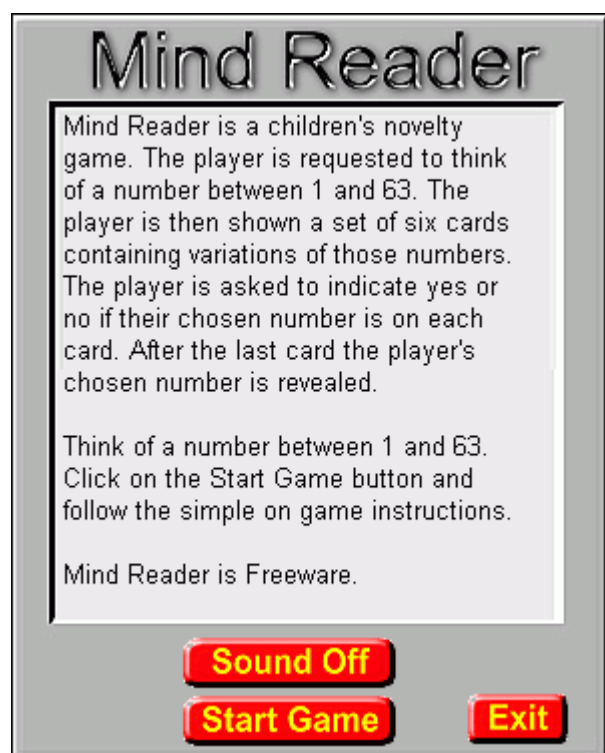 Mind Reader
Mind Reader is a children's novelty
game. The player is requested to think
of a number between 1 and 63. The
player is then shown a set of six cards
containing variations of those numbers.
The player is asked to indicate yes or
no if their chosen number is on each
card. After the last card the player's
chosen number is revealed.
Think of a number between 1 and 63.
Click on the Start Game button and
follow the simple on game instructions.
Mind Reader is Freeware.
Sound Off
Start Game
Exit